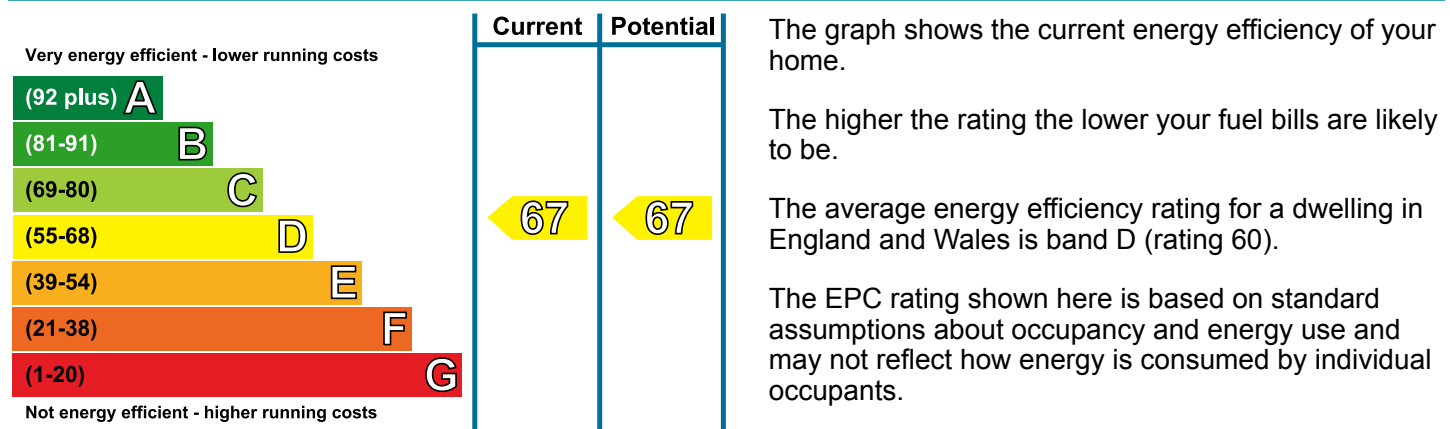 Current Potential
Very energy efficient - lower running costs
(92 plus) A
(81-91) B
(69-80) C
(55-68) D
(39-54) E
(21-38) F
(1-20) G
67 67
Not energy efficient - higher running costs
The graph shows the current energy efficiency of your
home.
The higher the rating the lower your fuel bills are likely
to be.
The average energy efficiency rating for a dwelling in
England and Wales is band D (rating 60).
The EPC rating shown here is based on standard
assumptions about occupancy and energy use and
may not reflect how energy is consumed by individual
occupants.